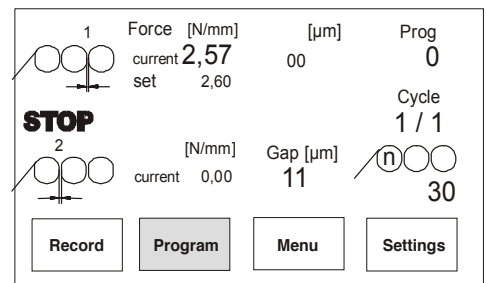 1 Force [N/mm] [µm] Prog
current 2,57 00 0
set 2,60
Cycle
STOP 1 / 1
2 [N/mm] Gap [µm] n
current 0,00 11
30
Record Program Menu Settings